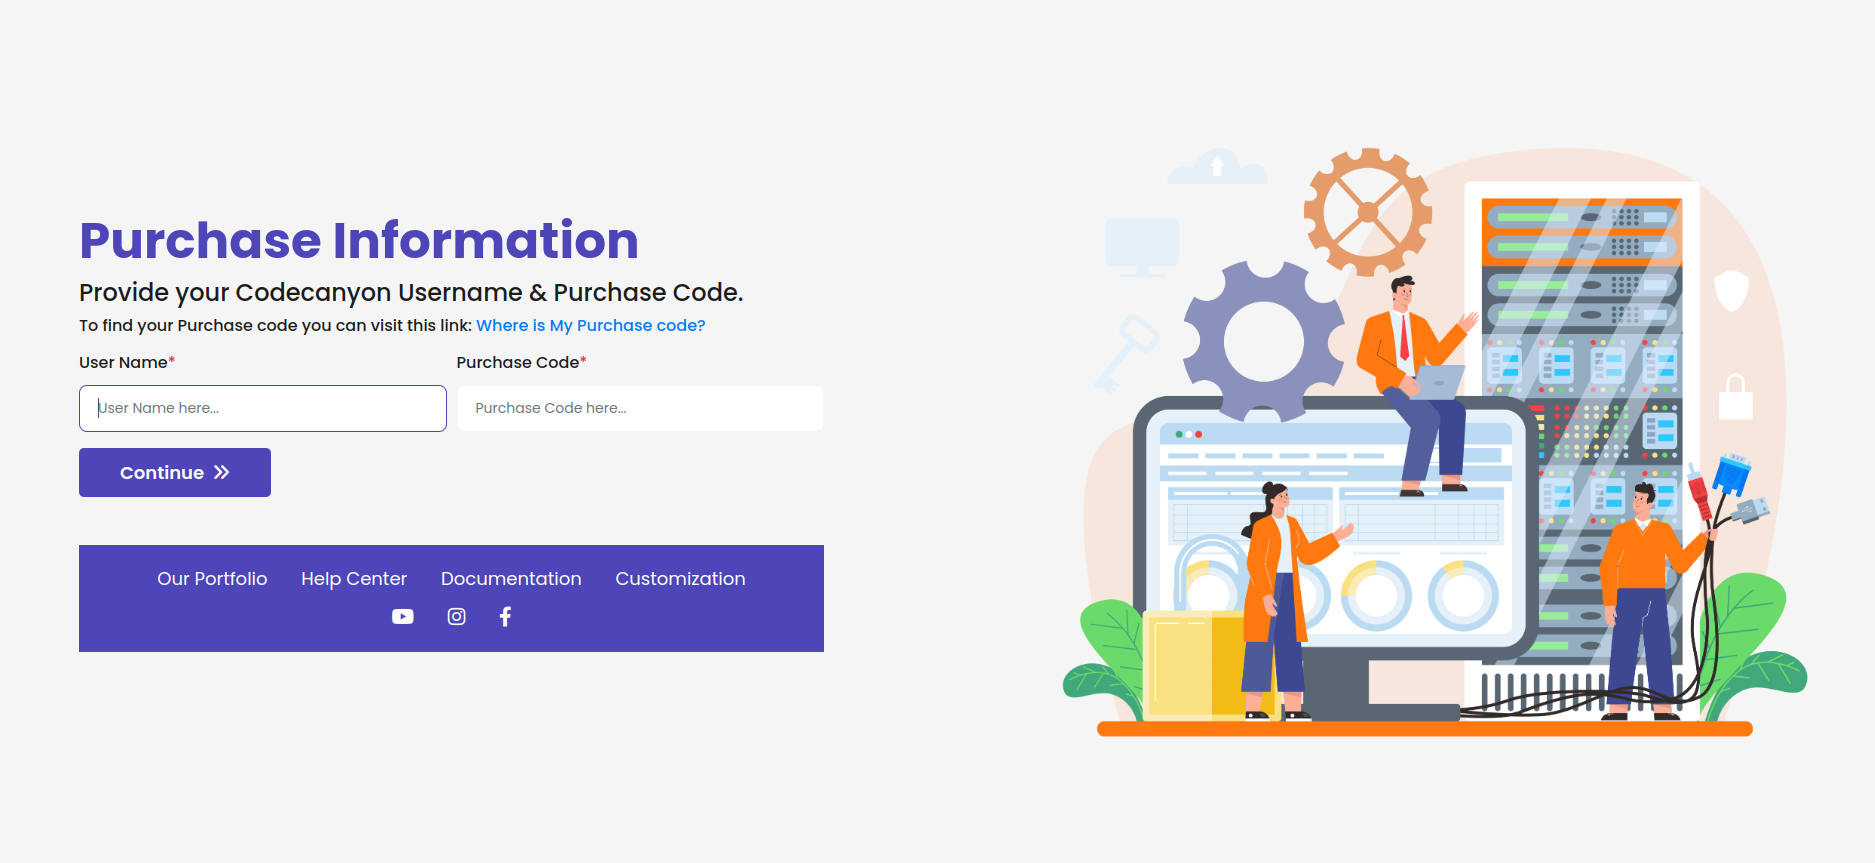 Purchase Information
Provide your Codecanyon Username & Purchase Code.
To find your Purchase code you can visit this link: Where is My Purchase code?
User Name* Purchase Code*
User Name here... Purchase Code here...
Continue
Our Portfolio Help Center Documentation Customization